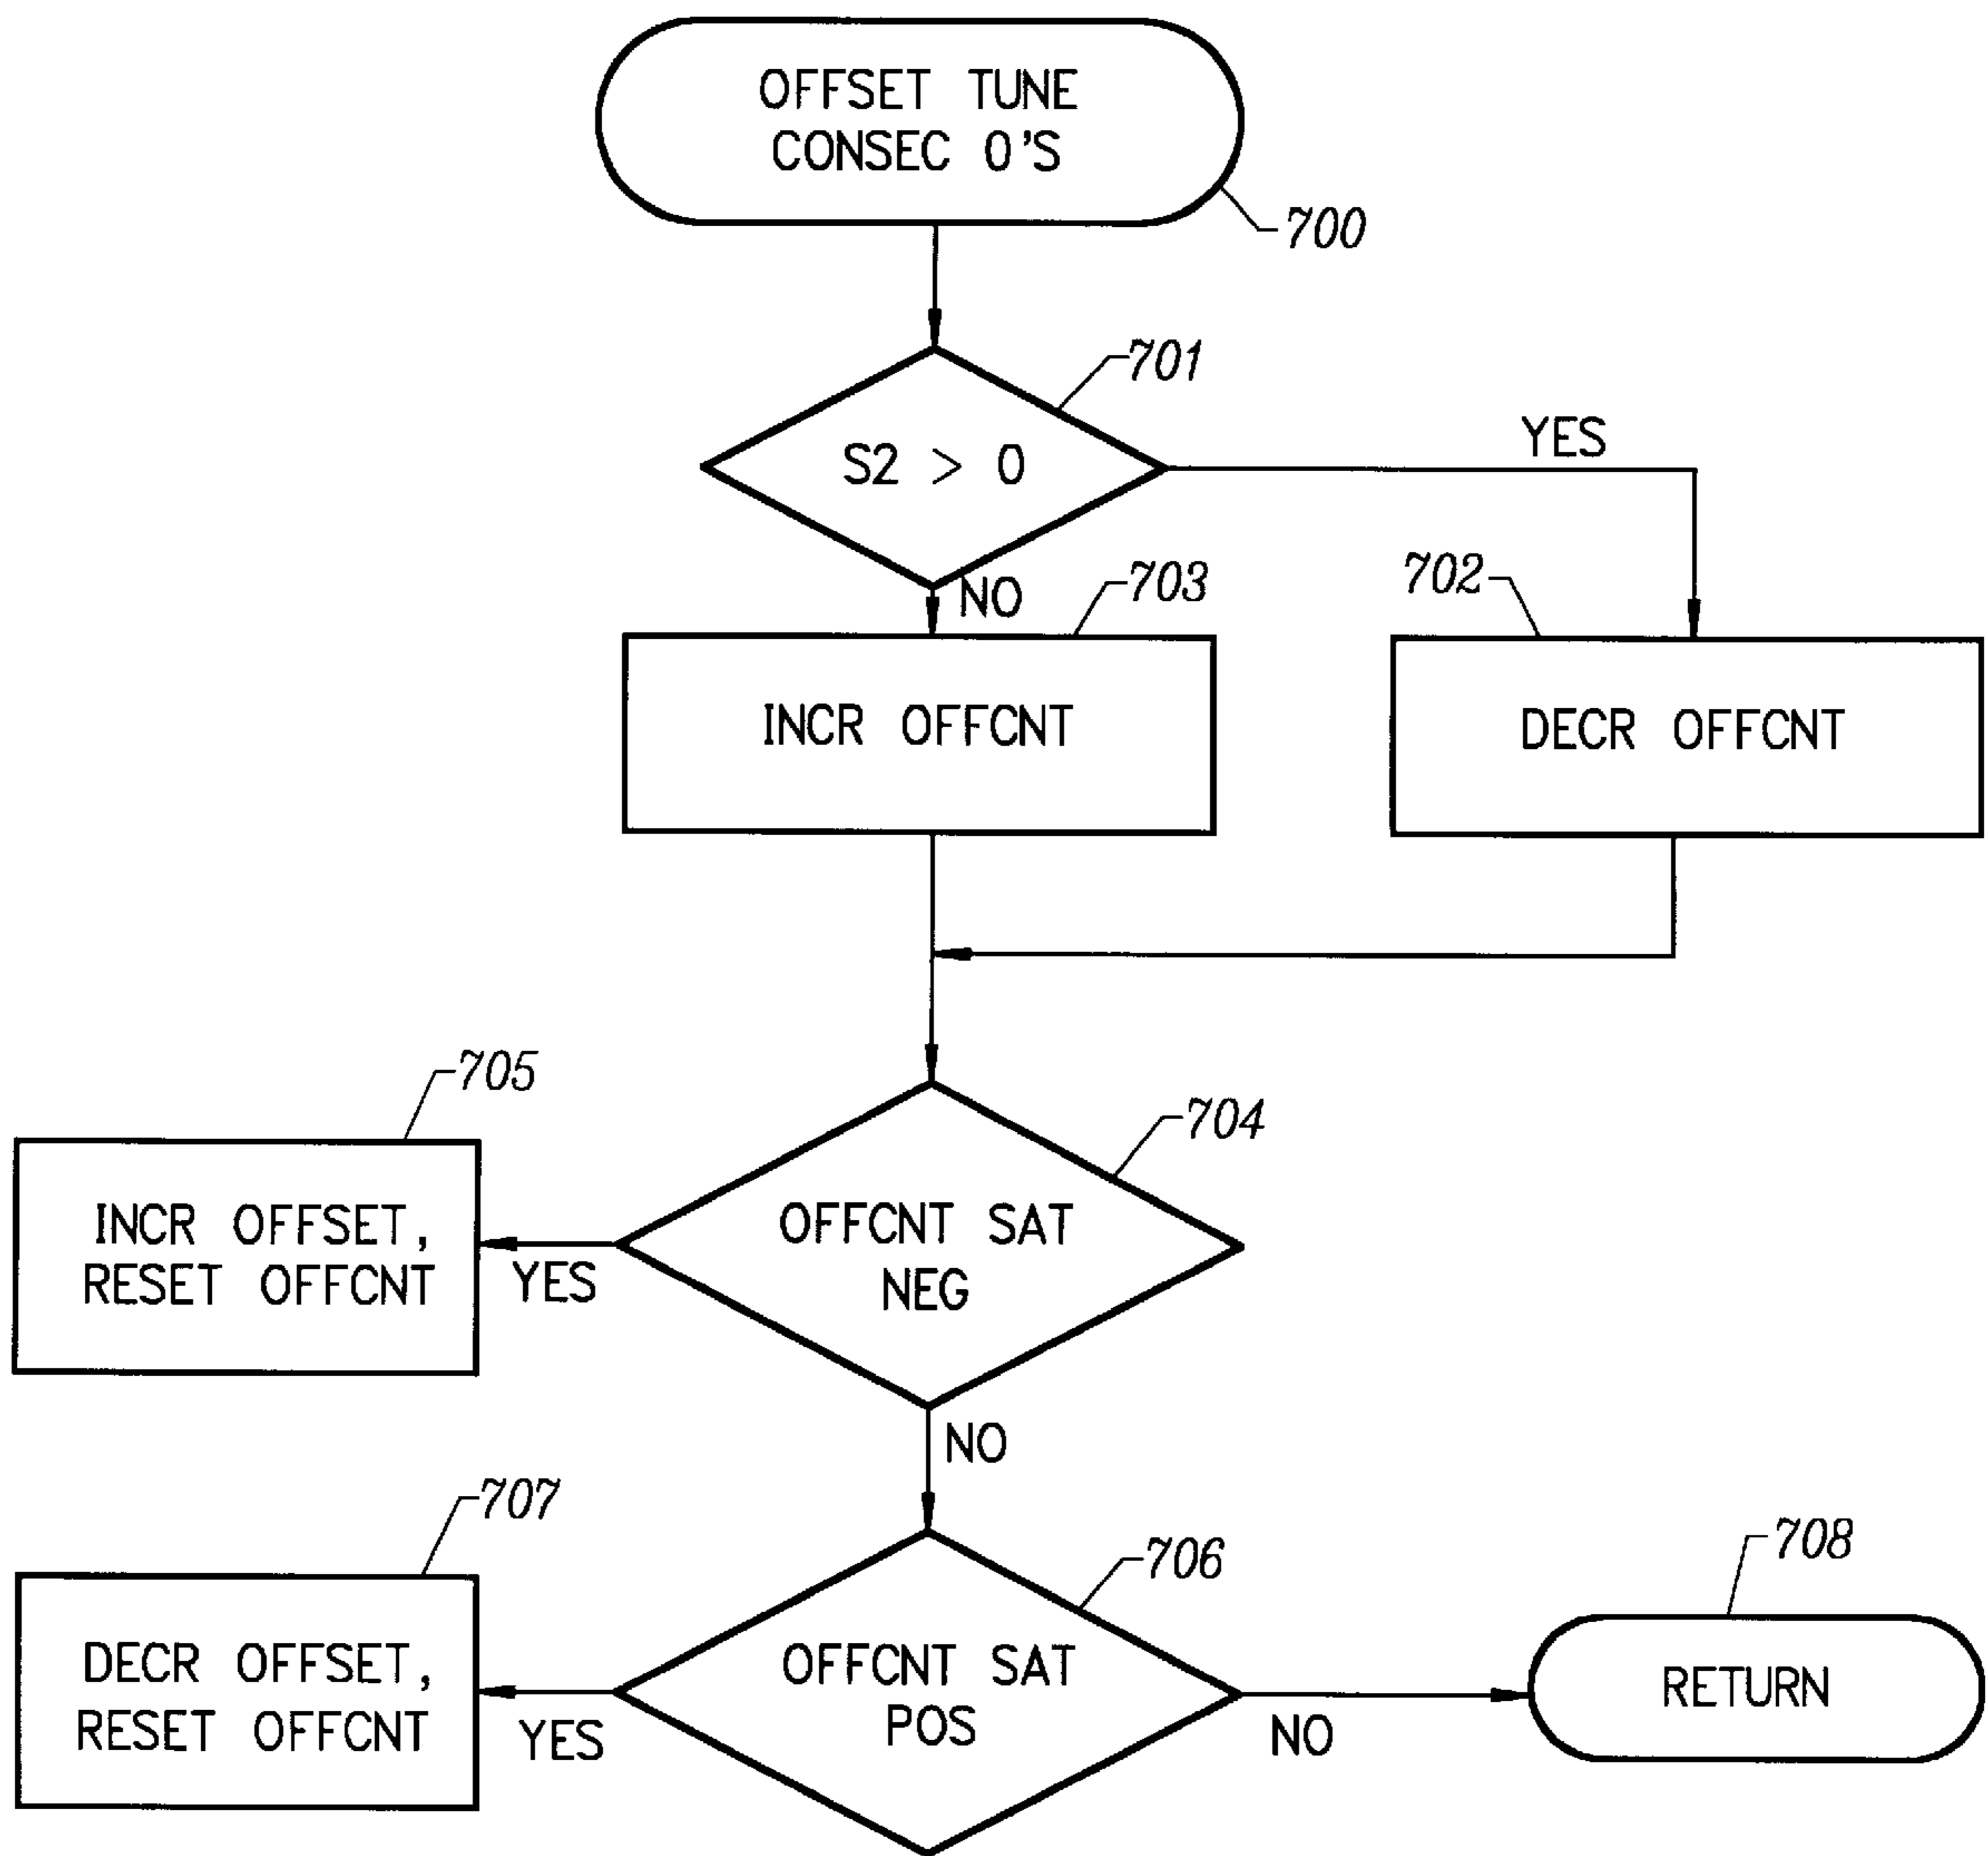 OFFSET TUNE
CONSEC 0'S
700
701
S2 > 0
YES
NO
703
702
INCR OFFCNT
DECR OFFCNT
705
704
INCR OFFSET,
RESET OFFCNT
YES
OFFCNT SAT
NEG
NO
707
706
708
DECR OFFSET,
RESET OFFCNT
YES
OFFCNT SAT
POS
NO
RETURN